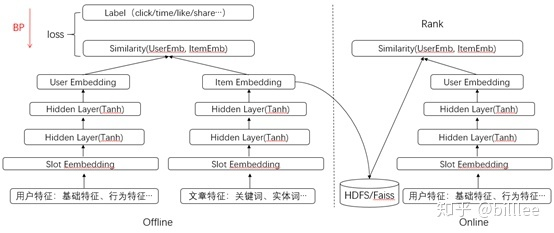 Label（click/time/like/share…）
BP
loss
Similarity(UserEmb, ItemEmb)
User Embedding
Item Embedding
Hidden Layer(Tanh)
Hidden Layer(Tanh)
Hidden Layer(Tanh)
Hidden Layer(Tanh)
Slot Eembedding
Slot Eembedding
用户特征：基础特征、行为特征…
文章特征：关键词、实体词…
Offline
Rank
Similarity(UserEmb, ItemEmb)
User Embedding
Hidden Layer(Tanh)
Hidden Layer(Tanh)
Slot Eembedding
HDFS/Faiss
用户特征：基础特征、行为特征…
Online
知乎 @billlee